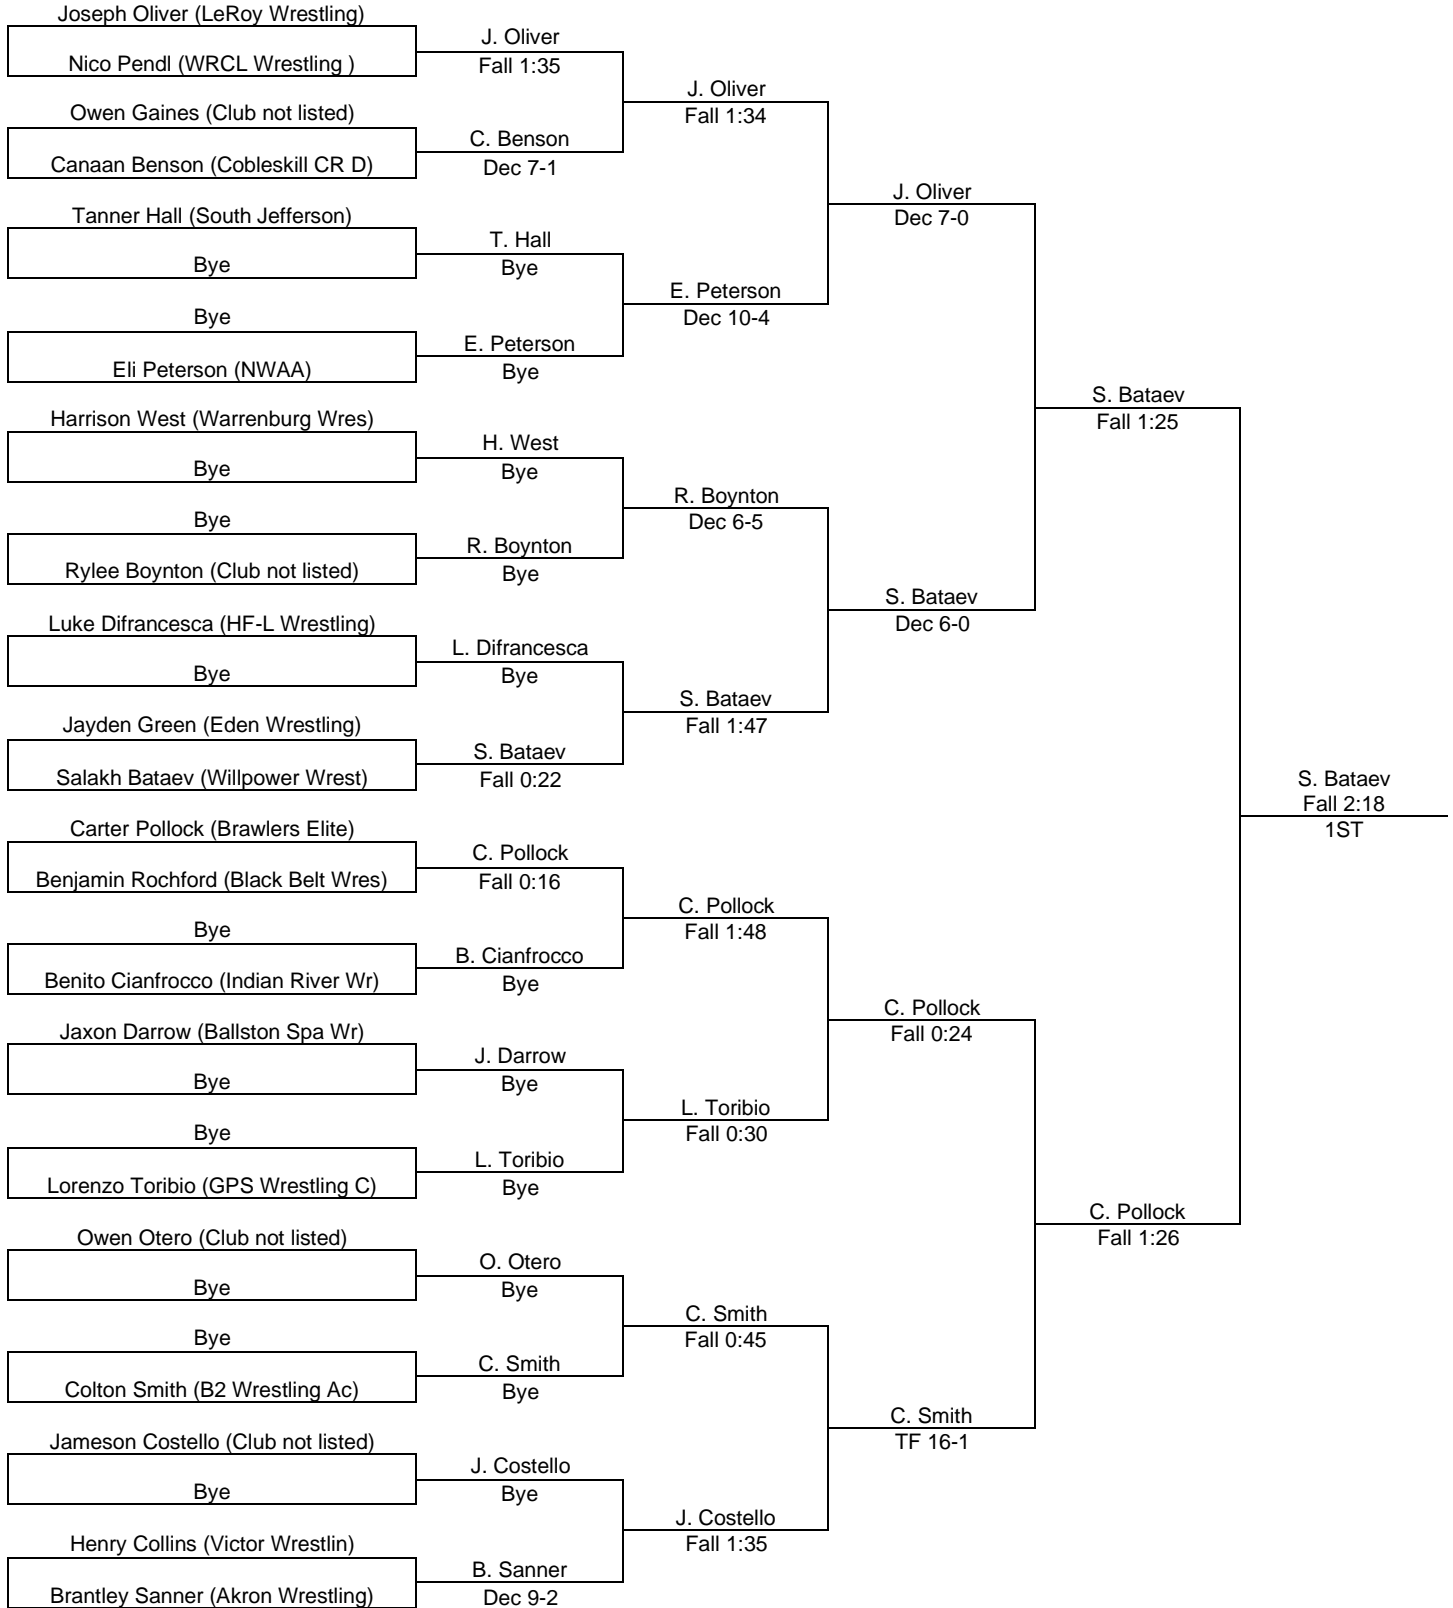 Joseph Oliver (LeRoy Wrestling)
Nico Pendl (WRCL Wrestling )
Owen Gaines (Club not listed)
Canaan Benson (Cobleskill CR D)
Tanner Hall (South Jefferson)
Bye
Bye
Eli Peterson (NWAA)
Harrison West (Warrenburg Wres)
Bye
Bye
Rylee Boynton (Club not listed)
Luke Difrancesca (HF-L Wrestling)
Bye
Jayden Green (Eden Wrestling)
Salakh Bataev (Willpower Wrest)
Carter Pollock (Brawlers Elite)
Benjamin Rochford (Black Belt Wres)
Bye
Benito Cianfrocco (Indian River Wr)
Jaxon Darrow (Ballston Spa Wr)
Bye
Bye
Lorenzo Toribio (GPS Wrestling C)
Owen Otero (Club not listed)
Bye
Bye
Colton Smith (B2 Wrestling Ac)
Jameson Costello (Club not listed)
Bye
Henry Collins (Victor Wrestlin)
Brantley Sanner (Akron Wrestling)
J. Oliver
Fall 1:35
C. Benson
Dec 7-1
T. Hall
Bye
E. Peterson
Bye
H. West
Bye
R. Boynton
Bye
L. Difrancesca
Bye
S. Bataev
Fall 0:22
C. Pollock
Fall 0:16
B. Cianfrocco
Bye
J. Darrow
Bye
L. Toribio
Bye
O. Otero
Bye
C. Smith
Bye
J. Costello
Bye
B. Sanner
Dec 9-2
J. Oliver
Fall 1:34
E. Peterson
Dec 10-4
R. Boynton
Dec 6-5
S. Bataev
Fall 1:47
C. Pollock
Fall 1:48
L. Toribio
Fall 0:30
C. Smith
Fall 0:45
J. Costello
Fall 1:35
J. Oliver
Dec 7-0
S. Bataev
Dec 6-0
C. Pollock
Fall 0:24
C. Smith
TF 16-1
S. Bataev
Fall 1:25
C. Pollock
Fall 1:26
S. Bataev
Fall 2:18
1ST